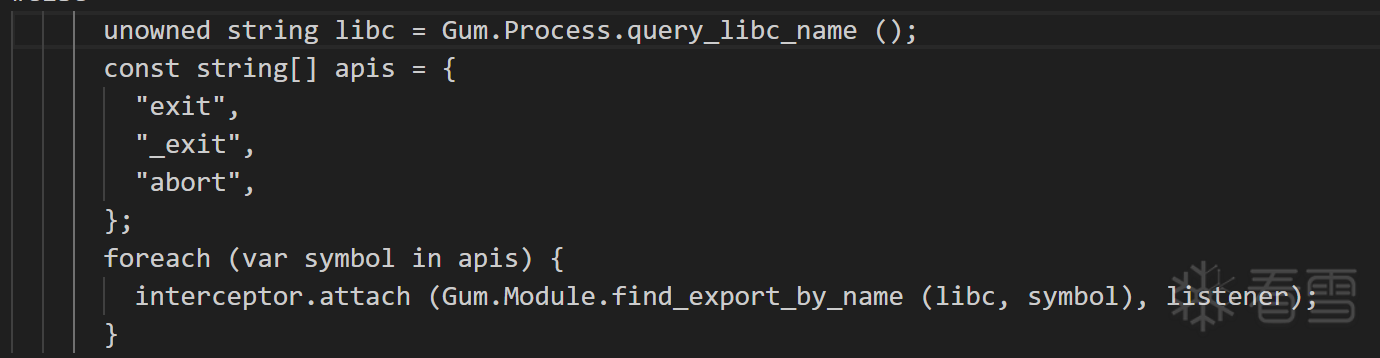 unowned string libc = Gum.Process.query_libc_name ();
const string[] apis = {
"exit",
"_exit",
"abort",
};
foreach (var symbol in apis) {
interceptor.attach (Gum.Module.find_export_by_name (libc, symbol), listener);
}
看雪